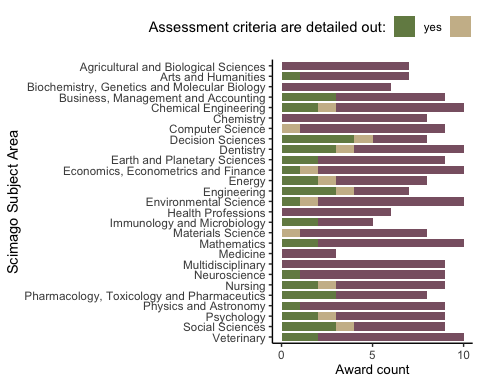 Assessment criteria are detailed out: yes
Agricultural and Biological Sciences
Arts and Humanities
Biochemistry, Genetics and Molecular Biology
Business, Management and Accounting
Chemical Engineering
Chemistry
Computer Science
Decision Sciences
Dentistry
Earth and Planetary Sciences
Economics, Econometrics and Finance
Energy
Engineering
Environmental Science
Health Professions
Immunology and Microbiology
Materials Science
Mathematics
Medicine
Multidisciplinary
Neuroscience
Nursing
Pharmacology, Toxicology and Pharmaceutics
Physics and Astronomy
Psychology
Social Sciences
Veterinary
Scimago Subject Area
0 5 10
Award count